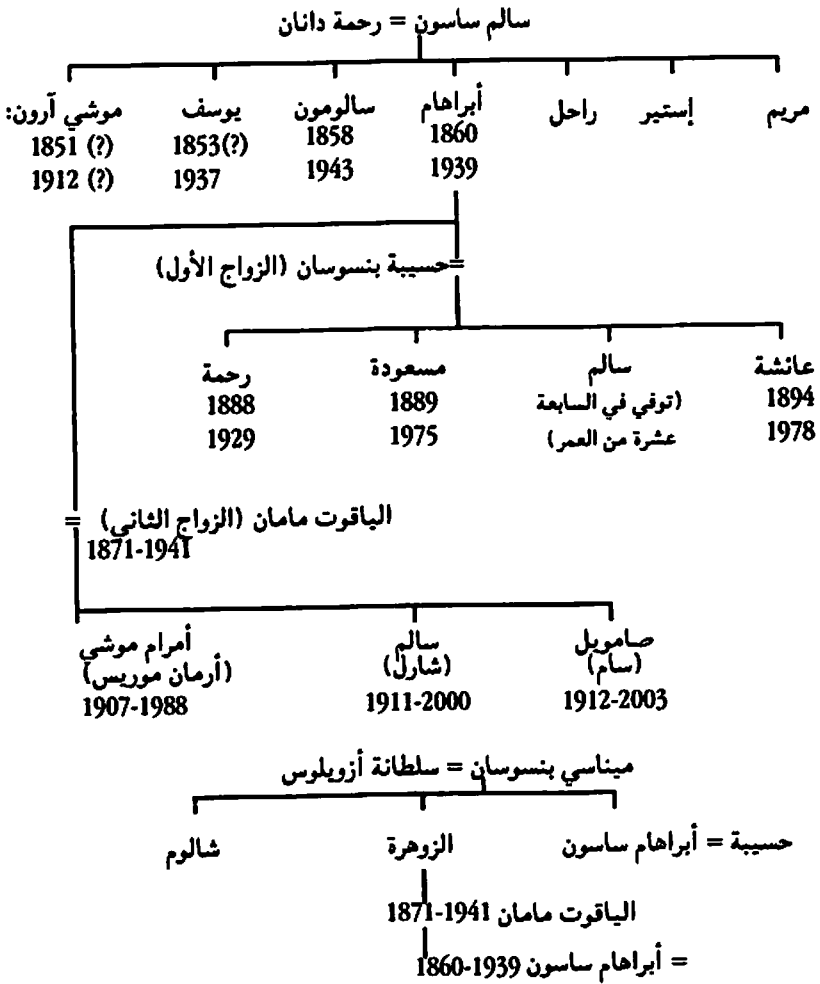 سالم ساسون = رحمة دانان
مريم إستير راحل أبراهام سالومون يوسف موشي آرون:
1860 1858 1853(?) 1851 (?)
1939 1943 1937 1912 (?)
=حسيبة بنسوسان (الزواج الأول)
عائشة سالم مسعودة رحمة
1894 (توفي في السابعة 1889 1888
1978 عشرة من العمر) 1975 1929
الياقوت مامان (الزواج الثاني) =
1871-1941
صامويل سالم أمرام موشي
(سام) (شارل) (أرمان موريس)
1912-2003 1911-2000 1907-1988
ميناسي بنسوسان = سلطانة أزويلوس
حسيبة = أبراهام ساسون الزوهرة شالوم
الياقوت مامان 1871-1941
= أبراهام ساسون 1860-1939